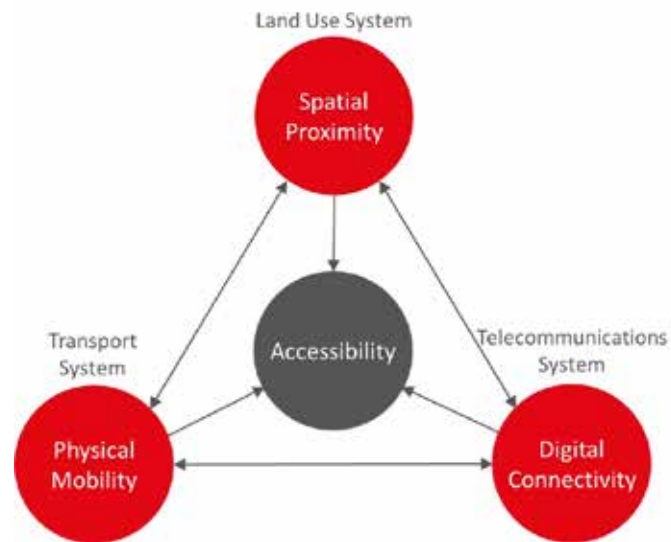 Land Use System
Spatial
Proximity
Accessibility
Transport
System
Telecommunications
System
Physical
Mobility
Digital
Connectivity